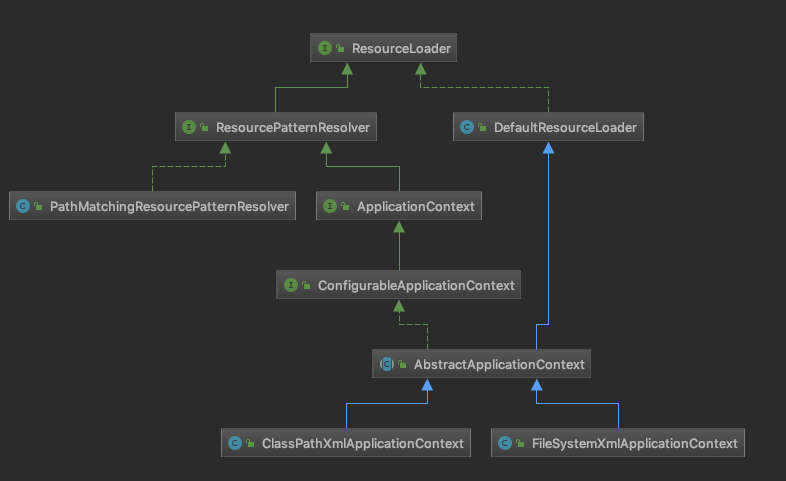 I ResourceLoader
I ResourcePatternResolver
C DefaultResourceLoader
C PathMatchingResourcePatternResolver
I ApplicationContext
I ConfigurableApplicationContext
C AbstractApplicationContext
C ClassPathXmlApplicationContext
C FileSystemXmlApplicationContext